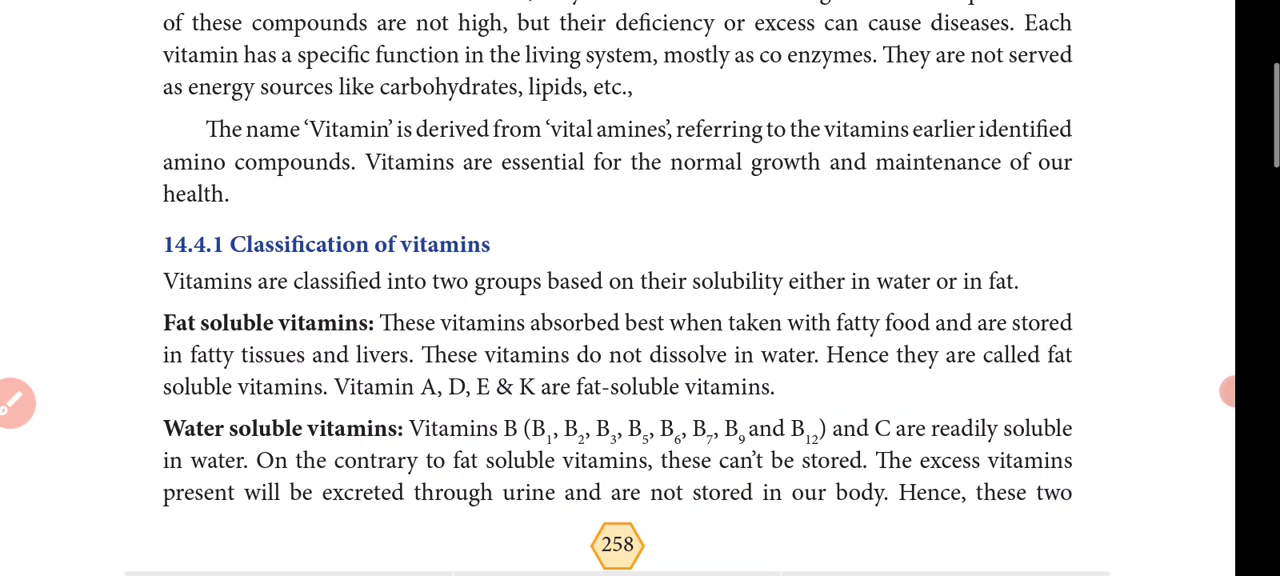 of these compounds are not high, but their deficiency or excess can cause diseases. Each
vitamin has a specific function in the living system, mostly as co enzymes. They are not served
as energy sources like carbohydrates, lipids, etc.,
The name ‘Vitamin’ is derived from ‘vital amines’, referring to the vitamins earlier identified
amino compounds. Vitamins are essential for the normal growth and maintenance of our
health.
14.4.1 Classification of vitamins
Vitamins are classified into two groups based on their solubility either in water or in fat.
Fat soluble vitamins: These vitamins absorbed best when taken with fatty food and are stored
in fatty tissues and livers. These vitamins do not dissolve in water. Hence they are called fat
soluble vitamins. Vitamin A, D, E & K are fat-soluble vitamins.
Water soluble vitamins: Vitamins B (B₁, B₂, B₃, B₅, B₆, B₇, B₉ and B₁₂) and C are readily soluble
in water. On the contrary to fat soluble vitamins, these can’t be stored. The excess vitamins
present will be excreted through urine and are not stored in our body. Hence, these two
258